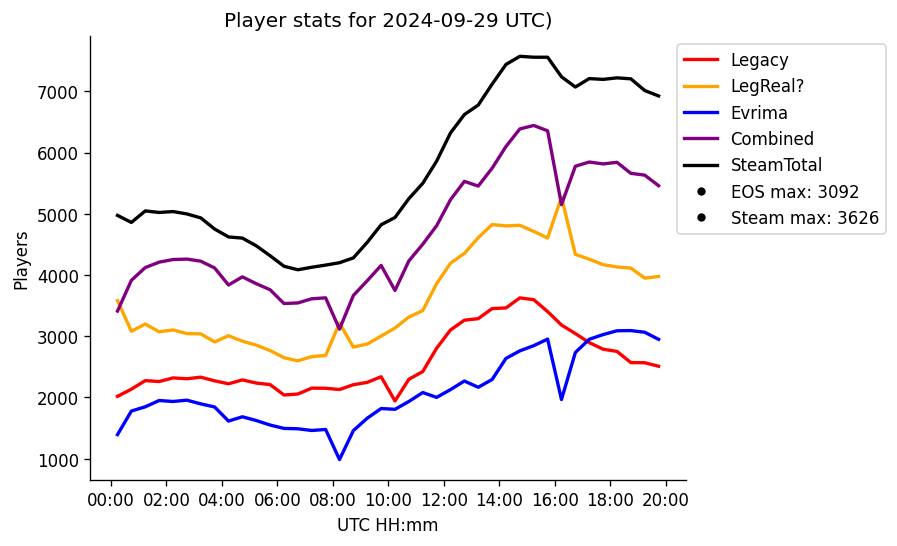 Player stats for 2024-09-29 UTC)
Legacy
LegReal?
Evrima
Combined
SteamTotal
EOS max: 3092
Steam max: 3626
Players
7000
6000
5000
4000
3000
2000
1000
00:00 02:00 04:00 06:00 08:00 10:00 12:00 14:00 16:00 18:00 20:00
UTC HH:mm